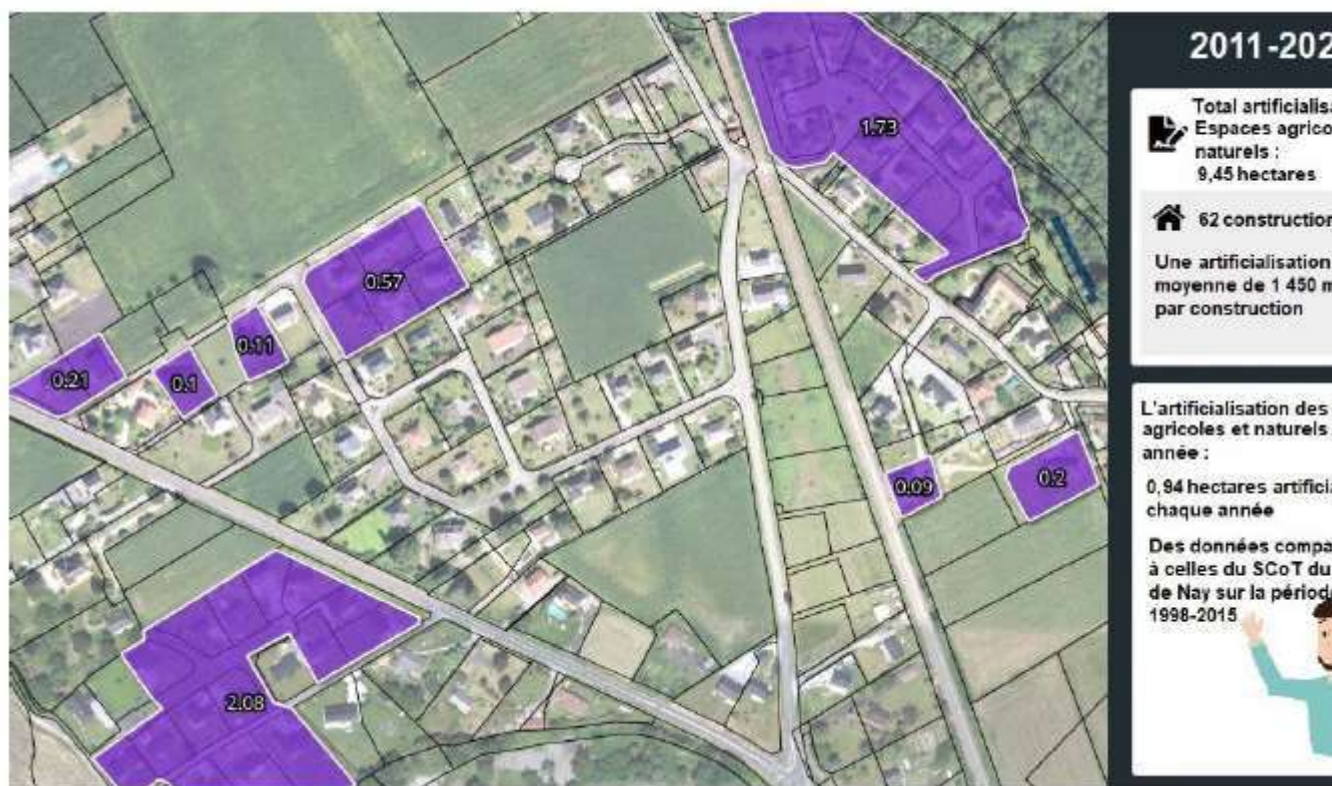 2011-202
Total artificialisa
Espaces agrico
naturels :
9,45 hectares
62 construction
Une artificialisation
moyenne de 1 450 m
par construction
L'artificialisation des
agricoles et naturels
année :
0,94 hectares artificia
chaque année
Des données compa
à celles du SCoT du
de Nay sur la période
1998-2015
1.73
0.57
0.11
0.21
0.1
0.09
0.2
2.08